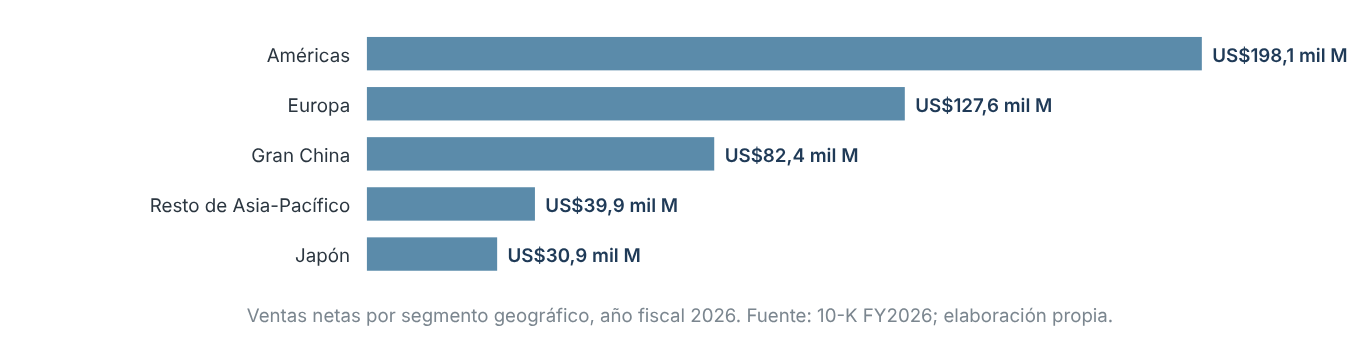 Américas US$198,1 mil M
Europa US$127,6 mil M
Gran China US$82,4 mil M
Resto de Asia-Pacífico US$39,9 mil M
Japón US$30,9 mil M
Ventas netas por segmento geográfico, año fiscal 2026. Fuente: 10-K FY2026; elaboración propia.